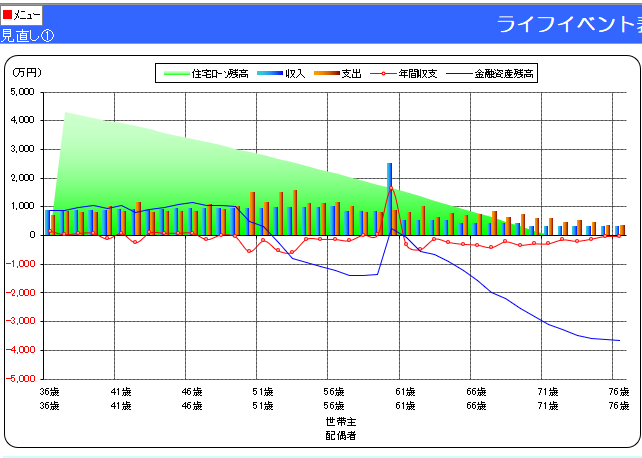 ■メニュー
ライフイベント表
見直し①
(万円)
住宅ローン残高 収入 支出 年間収支 金融資産残高
5,000
4,000
3,000
2,000
1,000
0
-1,000
-2,000
-3,000
-4,000
-5,000
36歳 41歳 46歳 51歳 56歳 61歳 66歳 71歳 76歳
36歳 41歳 46歳 51歳 56歳 61歳 66歳 71歳 76歳
世帯主
配偶者